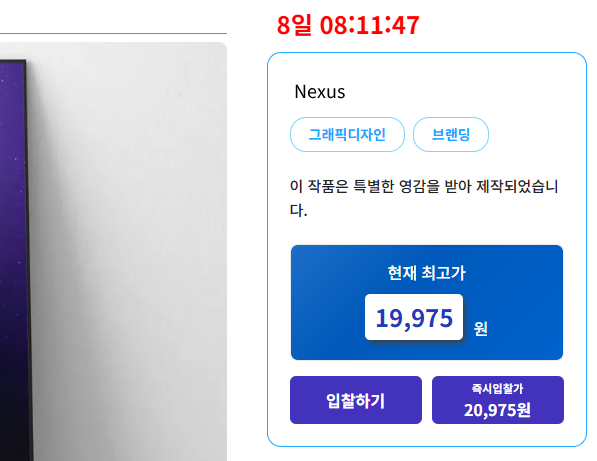 8일 08:11:47
Nexus
그래픽디자인 브랜딩
이 작품은 특별한 영감을 받아 제작되었습니
다.
현재 최고가
19,975 원
입찰하기
즉시입찰가
20,975원